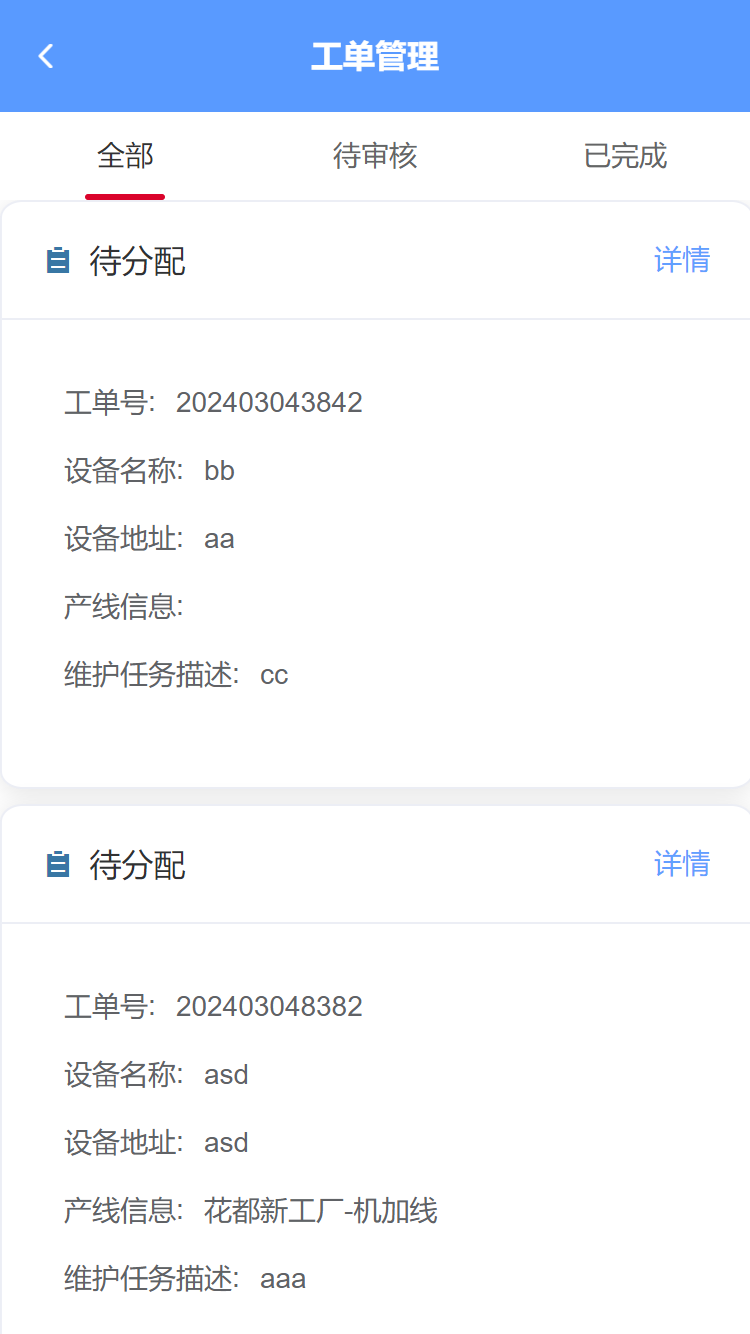 工单管理
全部 待审核 已完成
待分配 详情
工单号: 202403043842
设备名称: bb
设备地址: aa
产线信息:
维护任务描述: cc
待分配 详情
工单号: 202403048382
设备名称: asd
设备地址: asd
产线信息: 花都新工厂-机加线
维护任务描述: aaa